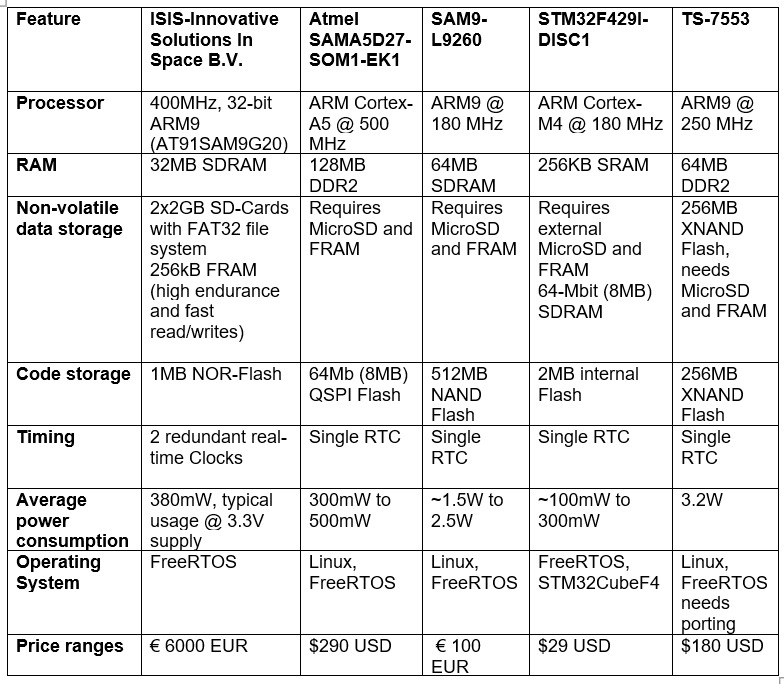 Feature
ISIS-Innovative
Solutions In
Space B.V.
Atmel
SAMA5D27-
SOM1-EK1
SAM9-
L9260
STM32F429I-
DISC1
TS-7553
Processor
400MHz, 32-bit
ARM9
(AT91SAM9G20)
ARM Cortex-
A5 @ 500
MHz
ARM9 @
180 MHz
ARM Cortex-
M4 @ 180 MHz
ARM9 @
250 MHz
RAM
32MB SDRAM
128MB
DDR2
64MB
SDRAM
256KB SRAM
64MB
DDR2
Non-volatile
data storage
2x2GB SD-Cards
with FAT32 file
system
256kB FRAM
(high endurance
and fast
read/writes)
Requires
MicroSD and
FRAM
Requires
MicroSD
and FRAM
Requires
external
MicroSD and
FRAM
64-Mbit (8MB)
SDRAM
256MB
XNAND
Flash,
needs
MicroSD
and FRAM
Code storage
1MB NOR-Flash
64Mb (8MB)
QSPI Flash
512MB
NAND
Flash
2MB internal
Flash
256MB
XNAND
Flash
Timing
2 redundant real-
time Clocks
Single RTC
Single
RTC
Single RTC
Single
RTC
Average
power
consumption
380mW, typical
usage @ 3.3V
supply
300mW to
500mW
~1.5W to
2.5W
~100mW to
300mW
3.2W
Operating
System
FreeRTOS
Linux,
FreeRTOS
Linux,
FreeRTOS
FreeRTOS,
STM32CubeF4
Linux,
FreeRTOS
needs
porting
Price ranges
€ 6000 EUR
$290 USD
€ 100
EUR
$29 USD
$180 USD